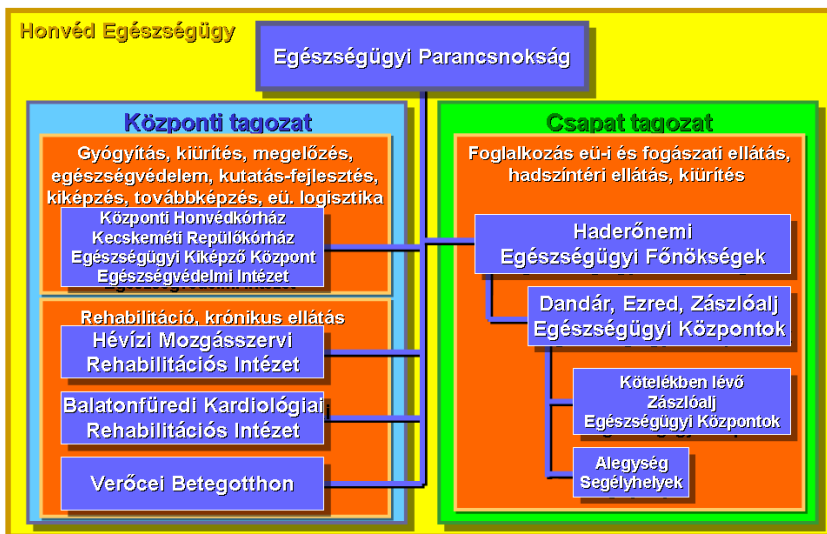 Honvéd Egészségügy
Egészségügyi Parancsnokság
Központi tagozat
Gyógyítás, kiürítés, megelőzés,
egészségvédelem, kutatás-fejlesztés,
kiképzés, továbbképzés, eü. logisztika
Központi Honvédkórház
Kecskeméti Repülőkórház
Egészségügyi Kiképző Központ
Egészségvédelmi Intézet
Rehabilitáció, krónikus ellátás
Hévízi Mozgásszervi
Rehabilitációs Intézet
Balatonfüredi Kardiológiai
Rehabilitációs Intézet
Verőcei Betegotthon
Csapat tagozat
Foglalkozás eü-i és fogászati ellátás,
hadszíntéri ellátás, kiürítés
Haderőnemi
Egészségügyi Főnökségek
Dandár, Ezred, Zászlóalj
Egészségügyi Központok
Kötelékben lévő
Zászlóalj
Egészségügyi Központok
Alegység
Segélyhelyek